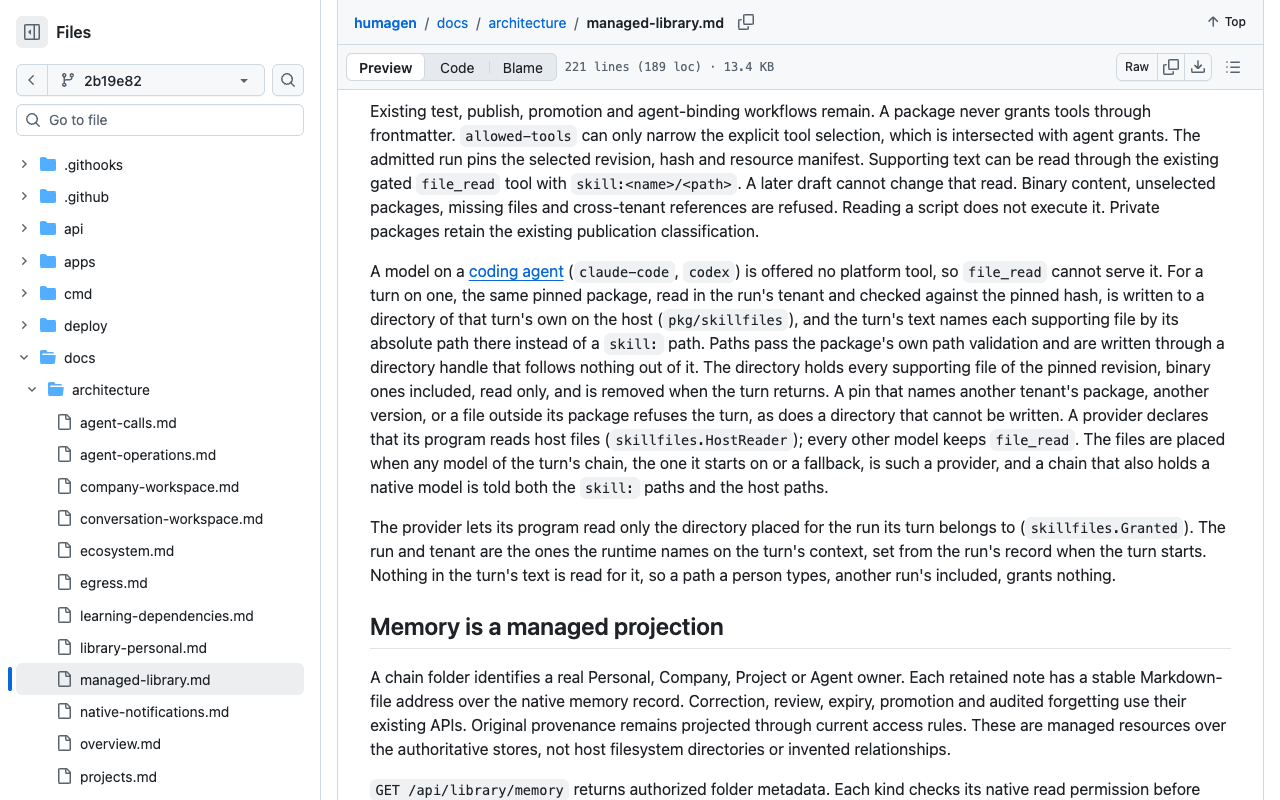 Files
2b19e82
Go to file
.githooks
.github
api
apps
cmd
deploy
docs
architecture
agent-calls.md
agent-operations.md
company-workspace.md
conversation-workspace.md
ecosystem.md
egress.md
learning-dependencies.md
library-personal.md
managed-library.md
native-notifications.md
overview.md
projects.md
humagen / docs / architecture / managed-library.md
Top
Preview Code Blame 221 lines (189 loc) · 13.4 KB
Raw
Existing test, publish, promotion and agent-binding workflows remain. A package never grants tools through
frontmatter. allowed-tools can only narrow the explicit tool selection, which is intersected with agent grants. The
admitted run pins the selected revision, hash and resource manifest. Supporting text can be read through the existing
gated file_read tool with skill:<name>/<path>. A later draft cannot change that read. Binary content, unselected
packages, missing files and cross-tenant references are refused. Reading a script does not execute it. Private
packages retain the existing publication classification.
A model on a coding agent (claude-code, codex) is offered no platform tool, so file_read cannot serve it. For a
turn on one, the same pinned package, read in the run's tenant and checked against the pinned hash, is written to a
directory of that turn's own on the host (pkg/skillfiles), and the turn's text names each supporting file by its
absolute path there instead of a skill: path. Paths pass the package's own path validation and are written through a
directory handle that follows nothing out of it. The directory holds every supporting file of the pinned revision, binary
ones included, read only, and is removed when the turn returns. A pin that names another tenant's package, another
version, or a file outside its package refuses the turn, as does a directory that cannot be written. A provider declares
that its program reads host files (skillfiles.HostReader); every other model keeps file_read. The files are placed
when any model of the turn's chain, the one it starts on or a fallback, is such a provider, and a chain that also holds a
native model is told both the skill: paths and the host paths.
The provider lets its program read only the directory placed for the run its turn belongs to (skillfiles.Granted). The
run and tenant are the ones the runtime names on the turn's context, set from the run's record when the turn starts.
Nothing in the turn's text is read for it, so a path a person types, another run's included, grants nothing.
Memory is a managed projection
A chain folder identifies a real Personal, Company, Project or Agent owner. Each retained note has a stable Markdown-
file address over the native memory record. Correction, review, expiry, promotion and audited forgetting use their
existing APIs. Original provenance remains projected through current access rules. These are managed resources over
the authoritative stores, not host filesystem directories or invented relationships.
GET /api/library/memory returns authorized folder metadata. Each kind checks its native read permission before